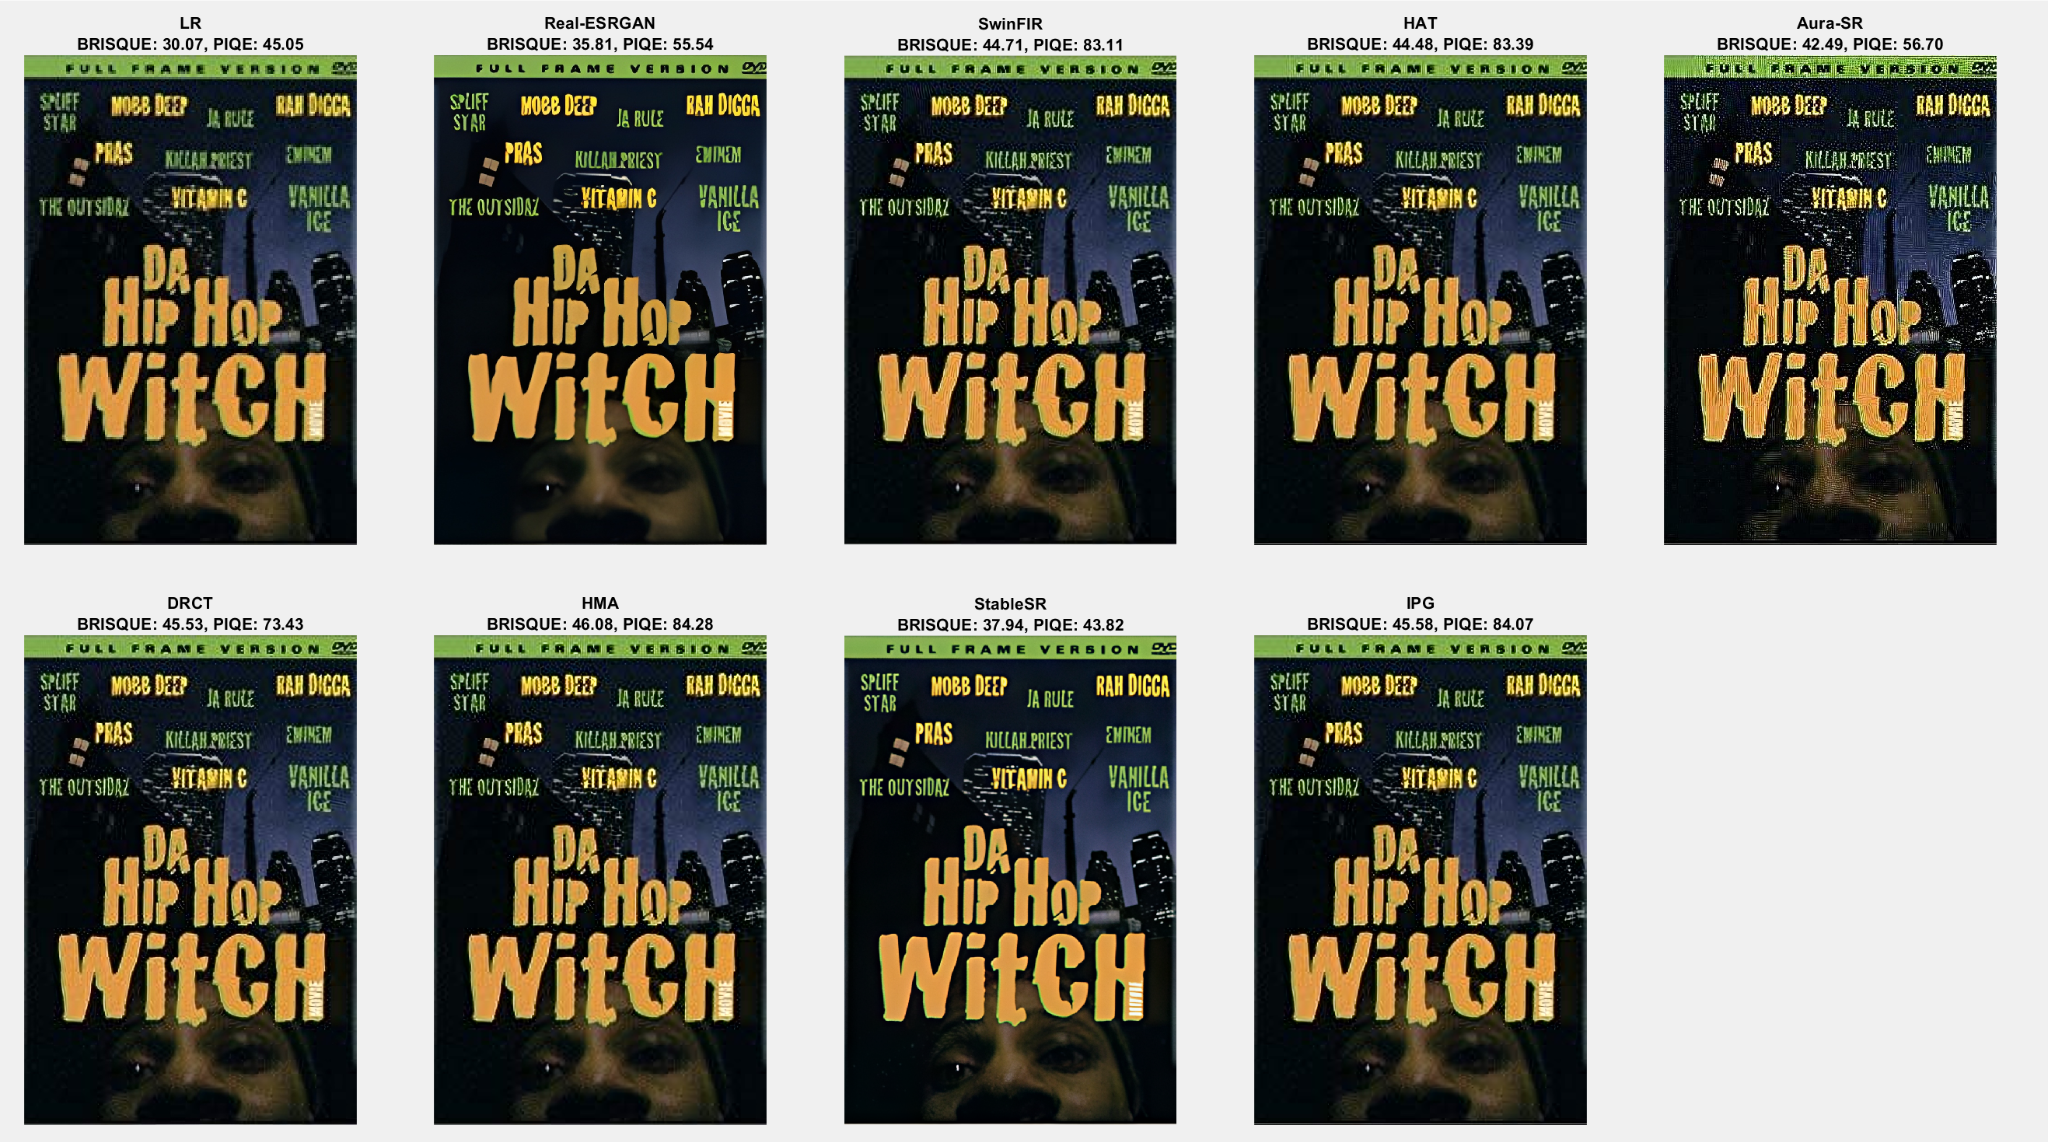 LR
BRISQUE: 30.07, PIQE: 45.05
FULL FRAME VERSION DVD
SPLIFF
STAR
MOBB DEEP
JA RULE
RAH DIGGA
PRAS
KILLAH PRIEST
EMINEM
THE OUTSIDAZ
VITAMIN C
VANILLA
ICE
DA
HIP HOP
WitCH
MOVIE
Real-ESRGAN
BRISQUE: 35.81, PIQE: 55.54
FULL FRAME VERSION DVD
SPLIFF
STAR
MOBB DEEP
JA RULE
RAH DIGGA
PRAS
KILLAH PRIEST
EMINEM
THE OUTSIDAZ
VITAMIN C
VANILLA
ICE
DA
HIP HOP
WitCH
MOVIE
SwinFIR
BRISQUE: 44.71, PIQE: 83.11
FULL FRAME VERSION DVD
SPLIFF
STAR
MOBB DEEP
JA RULE
RAH DIGGA
PRAS
KILLAH PRIEST
EMINEM
THE OUTSIDAZ
VITAMIN C
VANILLA
ICE
DA
HIP HOP
WitCH
MOVIE
HAT
BRISQUE: 44.48, PIQE: 83.39
FULL FRAME VERSION DVD
SPLIFF
STAR
MOBB DEEP
JA RULE
RAH DIGGA
PRAS
KILLAH PRIEST
EMINEM
THE OUTSIDAZ
VITAMIN C
VANILLA
ICE
DA
HIP HOP
WitCH
MOVIE
Aura-SR
BRISQUE: 42.49, PIQE: 56.70
FULL FRAME VERSION DVD
SPLIFF
STAR
MOBB DEEP
JA RULE
RAH DIGGA
PRAS
KILLAH PRIEST
EMINEM
THE OUTSIDAZ
VITAMIN C
VANILLA
ICE
DA
HIP HOP
WitCH
MOVIE
DRCT
BRISQUE: 45.53, PIQE: 73.43
FULL FRAME VERSION DVD
SPLIFF
STAR
MOBB DEEP
JA RULE
RAH DIGGA
PRAS
KILLAH PRIEST
EMINEM
THE OUTSIDAZ
VITAMIN C
VANILLA
ICE
DA
HIP HOP
WitCH
MOVIE
HMA
BRISQUE: 46.08, PIQE: 84.28
FULL FRAME VERSION DVD
SPLIFF
STAR
MOBB DEEP
JA RULE
RAH DIGGA
PRAS
KILLAH PRIEST
EMINEM
THE OUTSIDAZ
VITAMIN C
VANILLA
ICE
DA
HIP HOP
WitCH
MOVIE
StableSR
BRISQUE: 37.94, PIQE: 43.82
FULL FRAME VERSION DVD
SPLIFF
STAR
MOBB DEEP
JA RULE
RAH DIGGA
PRAS
KILLAH PRIEST
EMINEM
THE OUTSIDAZ
VITAMIN C
VANILLA
ICE
DA
HIP HOP
WitCH
IPG
BRISQUE: 45.58, PIQE: 84.07
FULL FRAME VERSION DVD
SPLIFF
STAR
MOBB DEEP
JA RULE
RAH DIGGA
PRAS
KILLAH PRIEST
EMINEM
THE OUTSIDAZ
VITAMIN C
VANILLA
ICE
DA
HIP HOP
WitCH
MOVIE